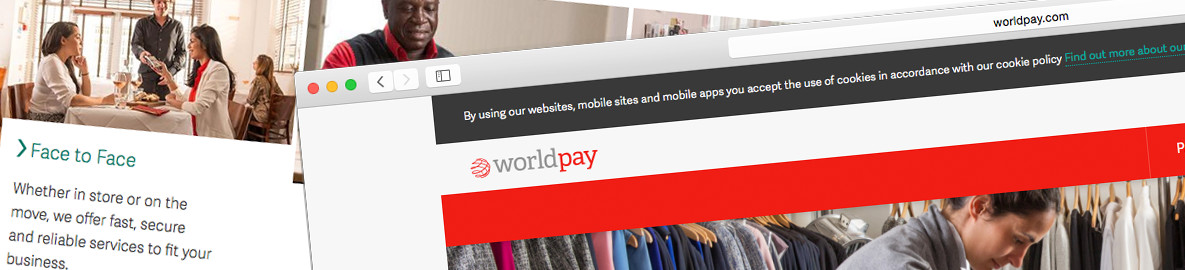 worldpay.com
By using our websites, mobile sites and mobile apps you accept the use of cookies in accordance with our cookie policy Find out more about our
worldpay
P
Face to Face
Whether in store or on the
move, we offer fast, secure
and reliable services to fit your
business.